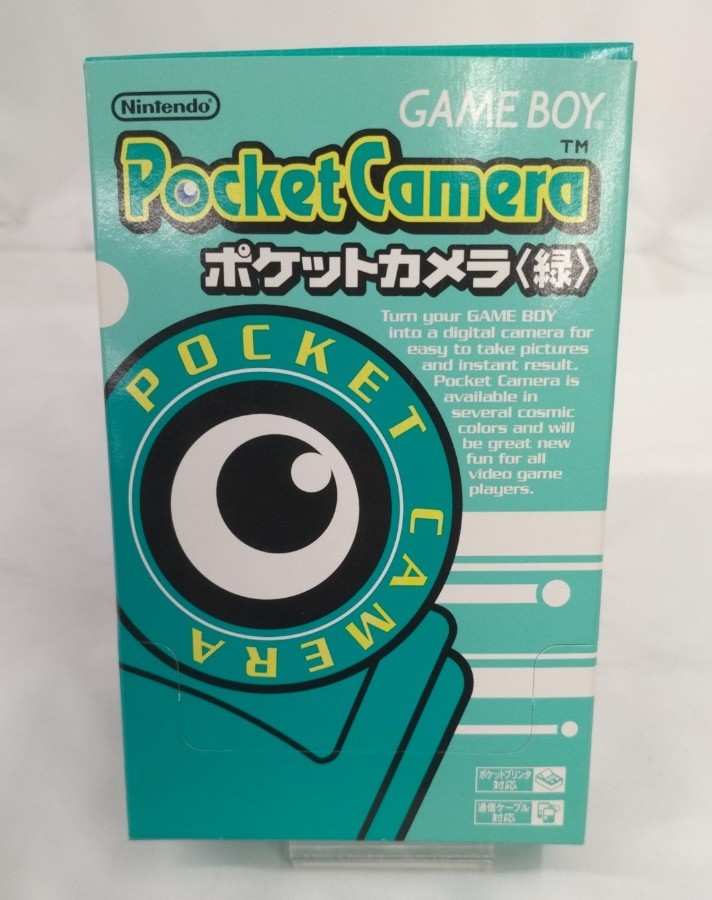 Nintendo®
GAME BOY®
Pocket Camera™
ポケットカメラ〈緑〉
Turn your GAME BOY
into a digital camera for
easy to take pictures
and instant result.
Pocket Camera is
available in
several cosmic
colors and will
be great new
fun for all
video game
players.
POCKET CAMERA
ポケットプリンタ
対応
通信ケーブル
対応